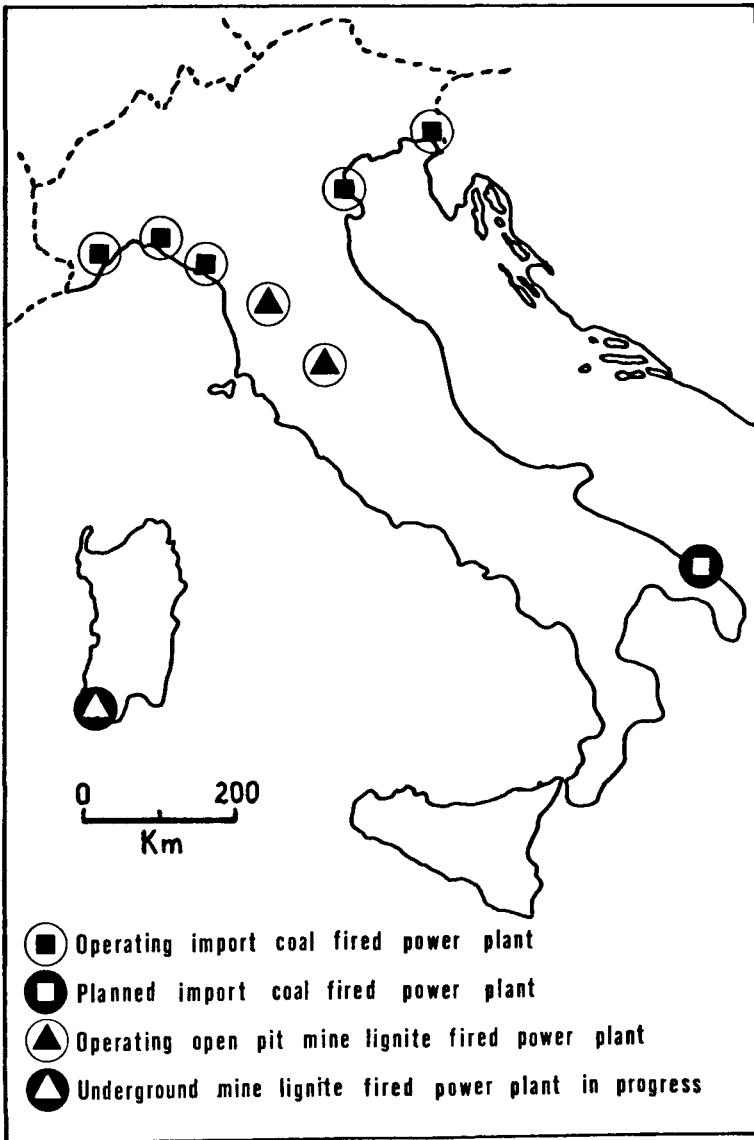 0 200
Km
Operating import coal fired power plant
Planned import coal fired power plant
Operating open pit mine lignite fired power plant
Underground mine lignite fired power plant in progress